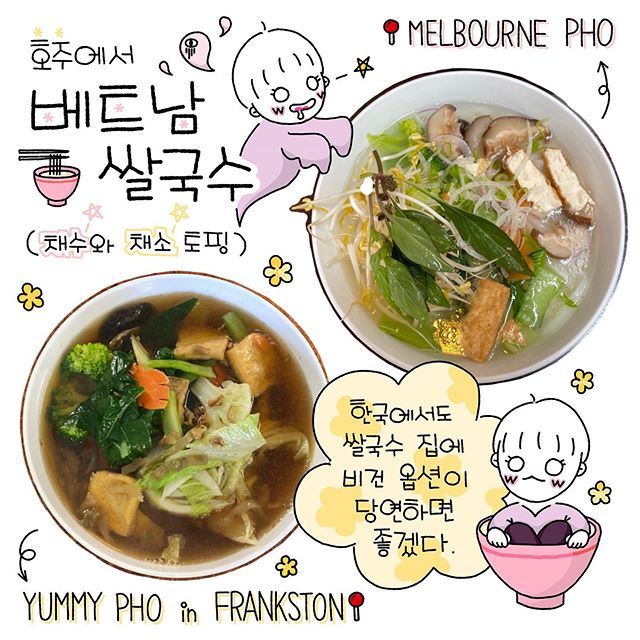 호주에서
베트남
쌀국수
(채수와 채소 토핑)
MELBOURNE PHO
한국에서도
쌀국수 집에
비건 옵션이
당연하면
좋겠다.
YUMMY PHO in FRANKSTON